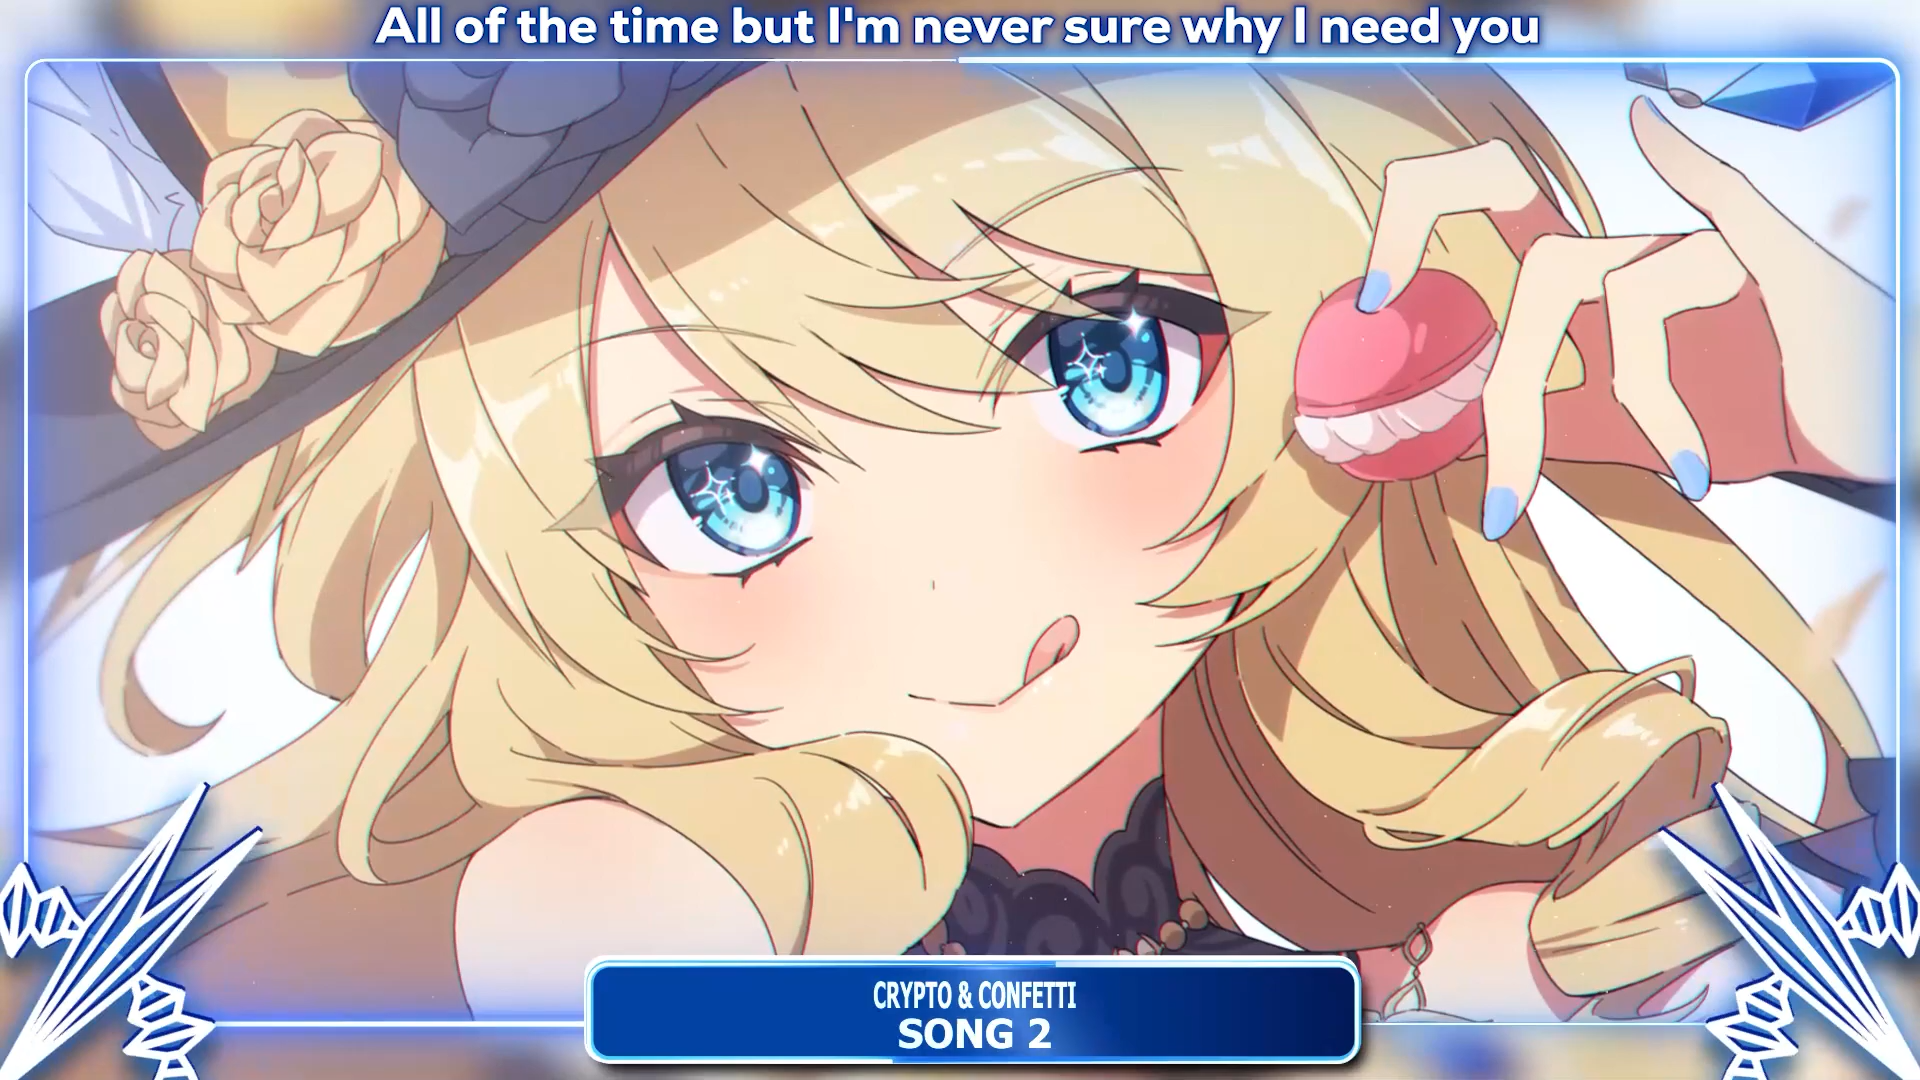 All of the time but I'm never sure why I need you
CRYPTO & CONFETTI
SONG 2